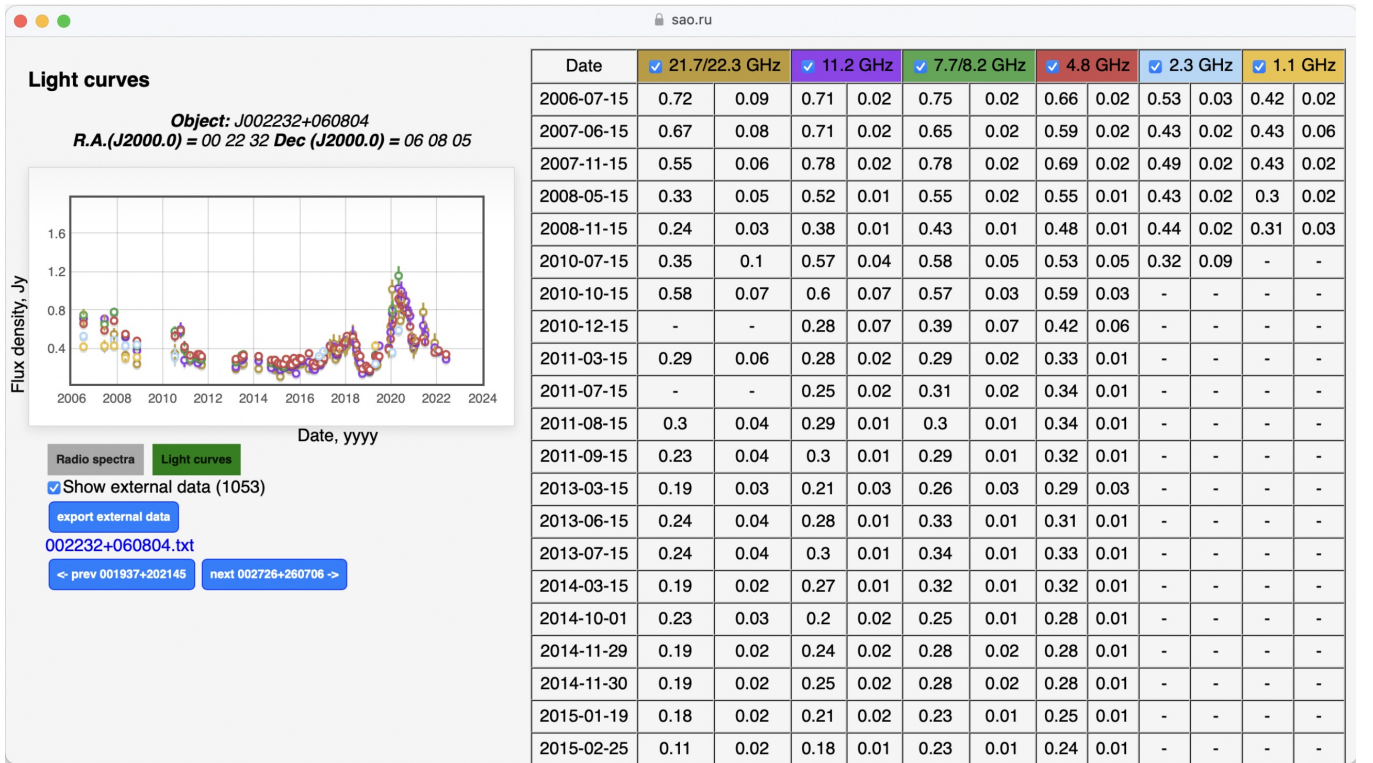 sao.ru
Light curves
Object: J002232+060804
R.A.(J2000.0) = 00 22 32 Dec (J2000.0) = 06 08 05
Flux density, Jy
1.6
1.2
0.8
0.4
2006 2008 2010 2012 2014 2016 2018 2020 2022 2024
Date, yyyy
Radio spectra Light curves
Show external data (1053)
export external data
002232+060804.txt
<- prev 001937+202145 next 002726+260706 ->
Date 21.7/22.3 GHz 11.2 GHz 7.7/8.2 GHz 4.8 GHz 2.3 GHz 1.1 GHz
2006-07-15 0.72 0.09 0.71 0.02 0.75 0.02 0.66 0.02 0.53 0.03 0.42 0.02
2007-06-15 0.67 0.08 0.71 0.02 0.65 0.02 0.59 0.02 0.43 0.02 0.43 0.06
2007-11-15 0.55 0.06 0.78 0.02 0.78 0.02 0.69 0.02 0.49 0.02 0.43 0.02
2008-05-15 0.33 0.05 0.52 0.01 0.55 0.02 0.55 0.01 0.43 0.02 0.3 0.02
2008-11-15 0.24 0.03 0.38 0.01 0.43 0.01 0.48 0.01 0.44 0.02 0.31 0.03
2010-07-15 0.35 0.1 0.57 0.04 0.58 0.05 0.53 0.05 0.32 0.09 - -
2010-10-15 0.58 0.07 0.6 0.07 0.57 0.03 0.59 0.03 - - - -
2010-12-15 - - 0.28 0.07 0.39 0.07 0.42 0.06 - - - -
2011-03-15 0.29 0.06 0.28 0.02 0.29 0.02 0.33 0.01 - - - -
2011-07-15 - - 0.25 0.02 0.31 0.02 0.34 0.01 - - - -
2011-08-15 0.3 0.04 0.29 0.01 0.3 0.01 0.34 0.01 - - - -
2011-09-15 0.23 0.04 0.3 0.01 0.29 0.01 0.32 0.01 - - - -
2013-03-15 0.19 0.03 0.21 0.03 0.26 0.03 0.29 0.03 - - - -
2013-06-15 0.24 0.04 0.28 0.01 0.33 0.01 0.31 0.01 - - - -
2013-07-15 0.24 0.04 0.3 0.01 0.34 0.01 0.33 0.01 - - - -
2014-03-15 0.19 0.02 0.27 0.01 0.32 0.01 0.32 0.01 - - - -
2014-10-01 0.23 0.03 0.2 0.02 0.25 0.01 0.28 0.01 - - - -
2014-11-29 0.19 0.02 0.24 0.02 0.28 0.02 0.28 0.01 - - - -
2014-11-30 0.19 0.02 0.25 0.02 0.28 0.02 0.28 0.01 - - - -
2015-01-19 0.18 0.02 0.21 0.02 0.23 0.01 0.25 0.01 - - - -
2015-02-25 0.11 0.02 0.18 0.01 0.23 0.01 0.24 0.01 - - - -